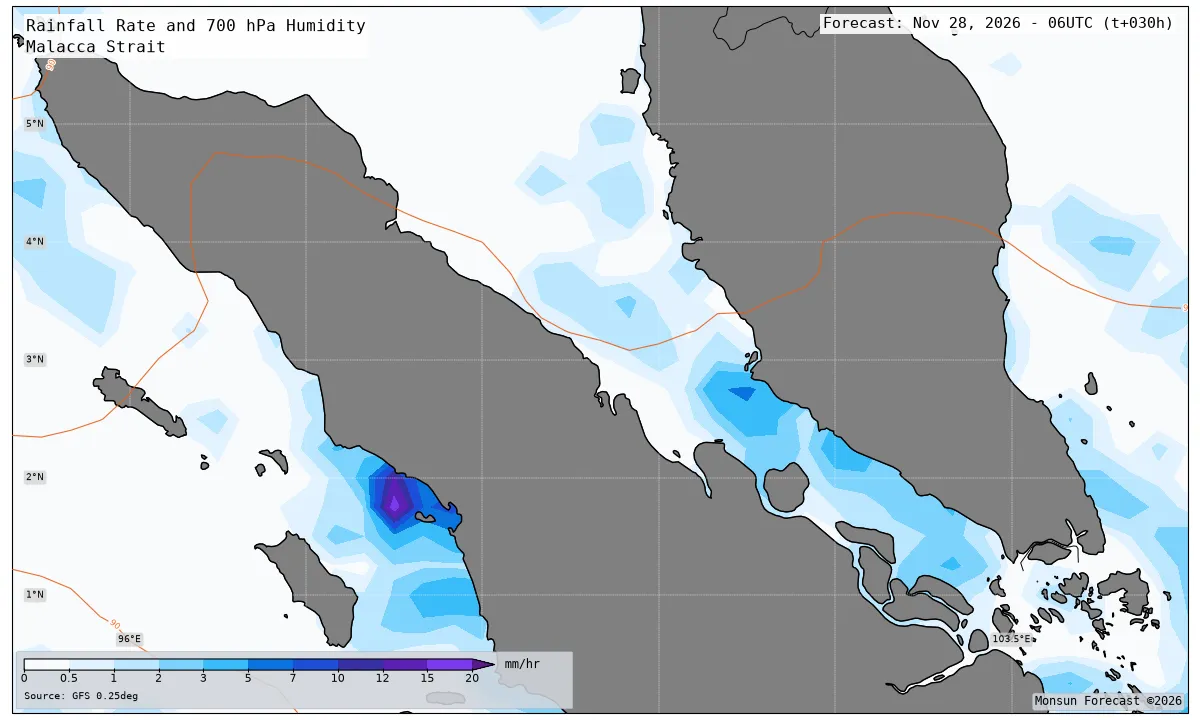 Rainfall Rate and 700 hPa Humidity
Malacca Strait
Forecast: Nov 28, 2026 - 06UTC (t+030h)
90
5°N
4°N
3°N
2°N
1°N
90
96°E
103.5°E
mm/hr
0 0.5 1 2 3 5 7 10 12 15 20
Source: GFS 0.25deg
Monsun Forecast ©2026